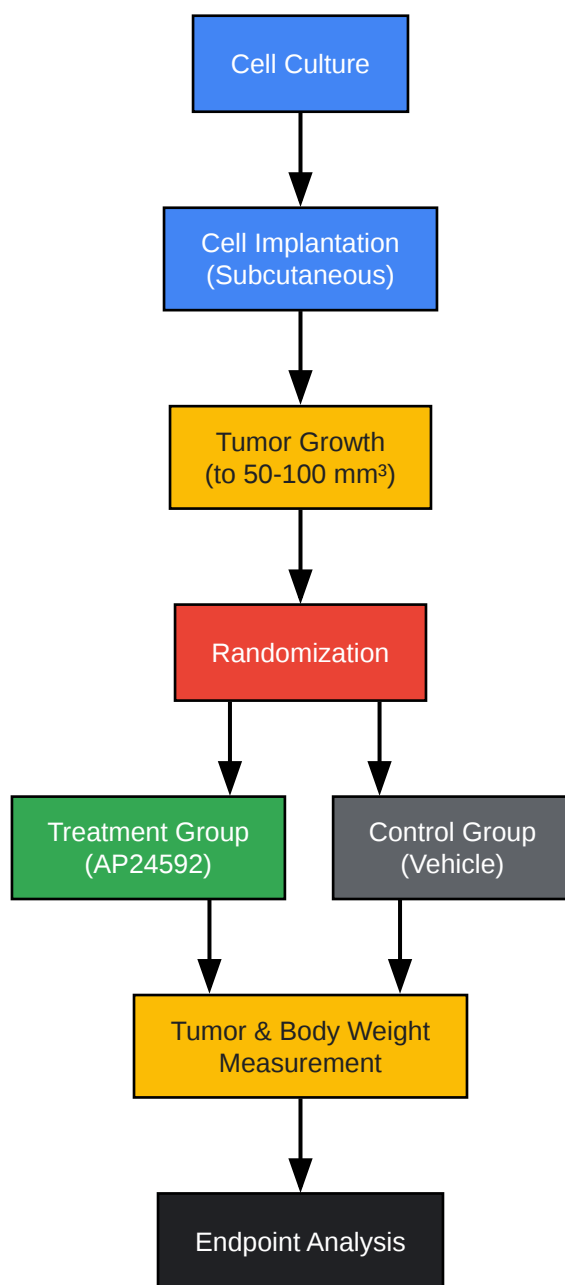 Cell Culture
Cell Implantation
(Subcutaneous)
Tumor Growth
(to 50-100 mm³)
Randomization
Treatment Group
(AP24592)
Control Group
(Vehicle)
Tumor & Body Weight
Measurement
Endpoint Analysis